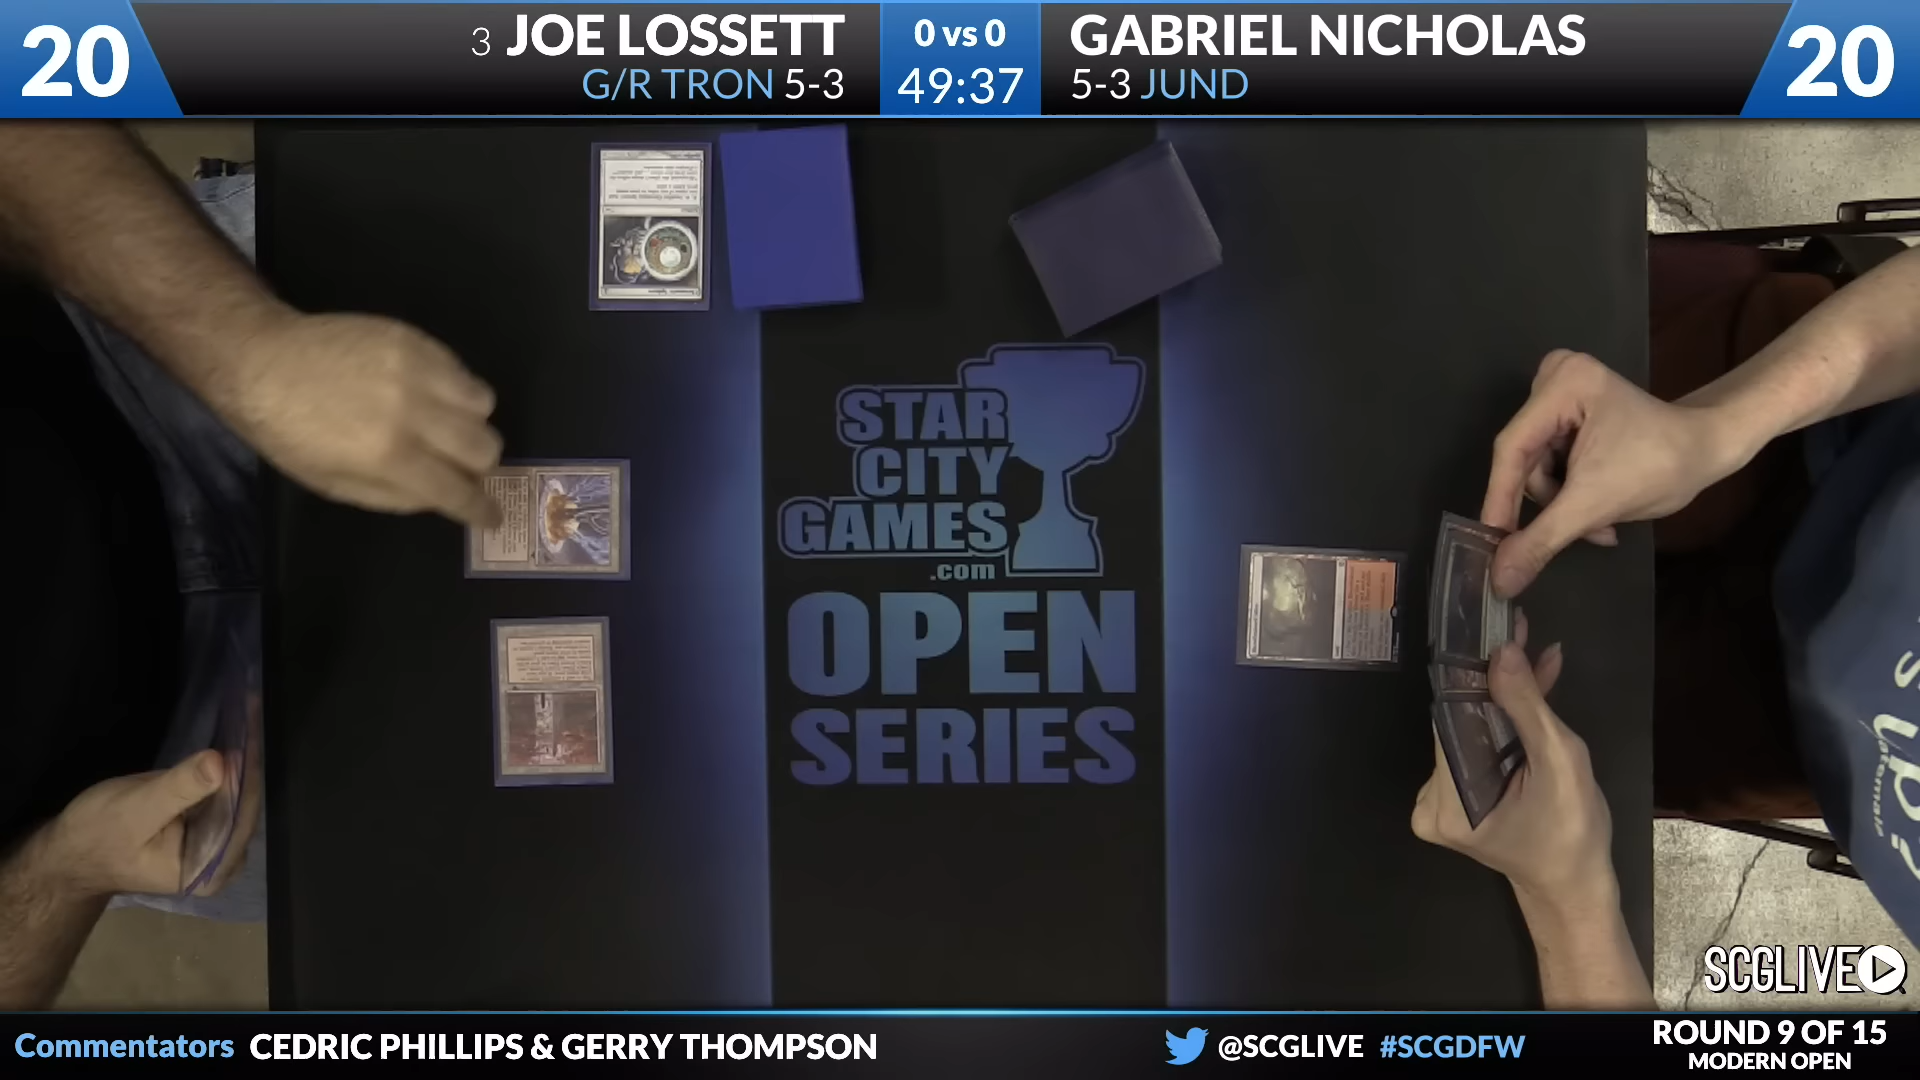 20
3 JOE LOSSETT
G/R TRON 5-3
0 vs 0
49:37
GABRIEL NICHOLAS
5-3 JUND
20
STAR
CITY
GAMES
.com
OPEN
SERIES
SCGLIVE
Commentators CEDRIC PHILLIPS & GERRY THOMPSON
@SCGLIVE #SCGDFW
ROUND 9 OF 15
MODERN OPEN